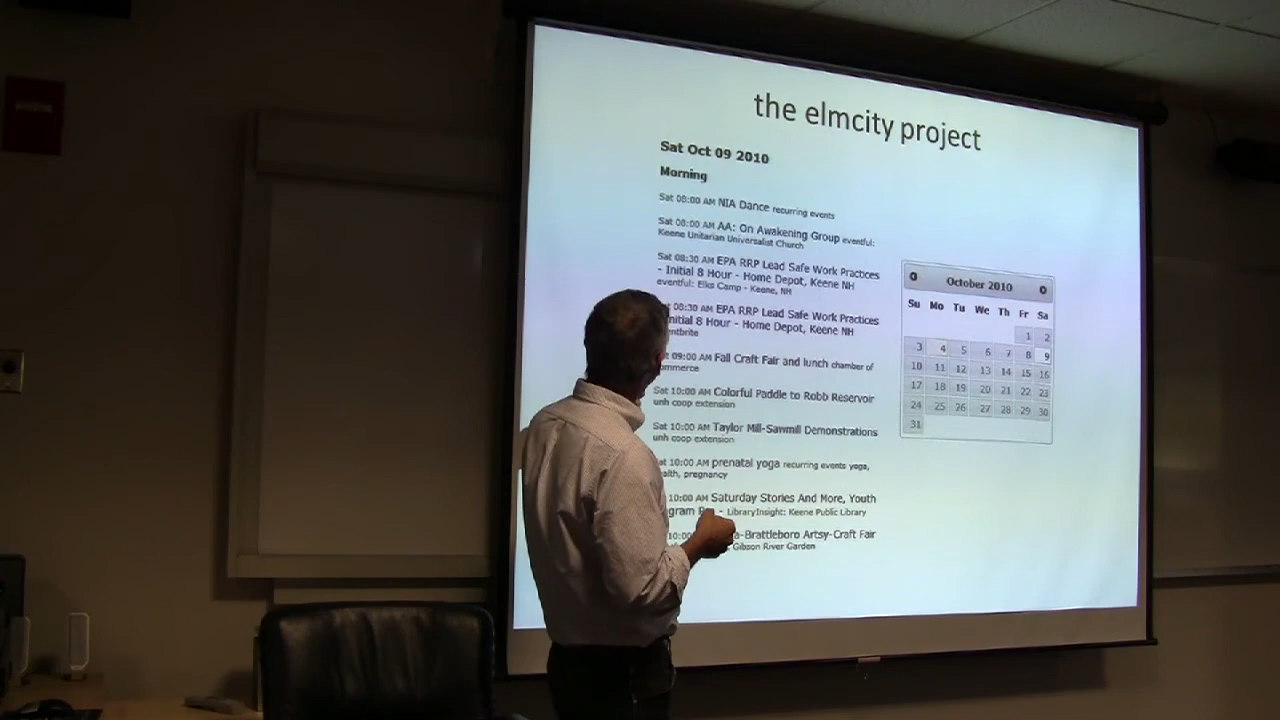 the elmcity project
Sat Oct 09 2010
Morning
Sat 08:00 AM NIA Dance recurring events
Sat 08:00 AM AA: On Awakening Group eventful:
Keene Unitarian Universalist Church
Sat 08:30 AM EPA RRP Lead Safe Work Practices
- Initial 8 Hour - Home Depot, Keene NH
eventful: Elks Camp - Keene, NH
08:30 AM EPA RRP Lead Safe Work Practices
Initial 8 Hour - Home Depot, Keene NH
09:00 AM Fall Craft Fair and lunch chamber of
Sat 10:00 AM Colorful Paddle to Robb Reservoir
unh coop extension
Sat 10:00 AM Taylor Mill-Sawmill Demonstrations
unh coop extension
10:00 AM prenatal yoga recurring events yoga,
pregnancy
10:00 AM Saturday Stories And More, Youth
- LibraryInsight: Keene Public Library
-Brattleboro Artsy-Craft Fair
Gibson River Garden
October 2010
Su Mo Tu We Th Fr Sa
1 2
3 4 5 6 7 8 9
10 11 12 13 14 15 16
17 18 19 20 21 22 23
24 25 26 27 28 29 30
31